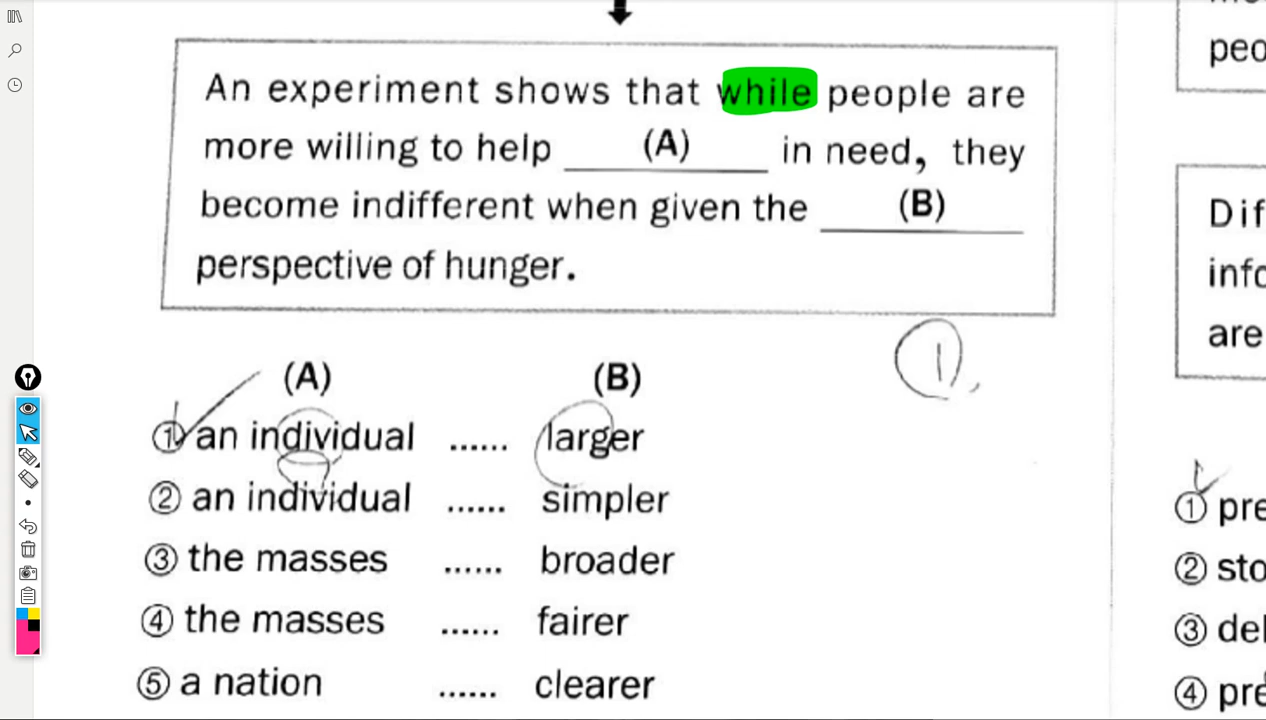 peo
An experiment shows that while people are
more willing to help (A) in need, they
become indifferent when given the (B)
perspective of hunger.
Dif
info
are
①
(A) (B)
① an individual ...... larger
② an individual ...... simpler
③ the masses ...... broader
④ the masses ...... fairer
⑤ a nation ...... clearer
① pre
② sto
③ del
④ pre